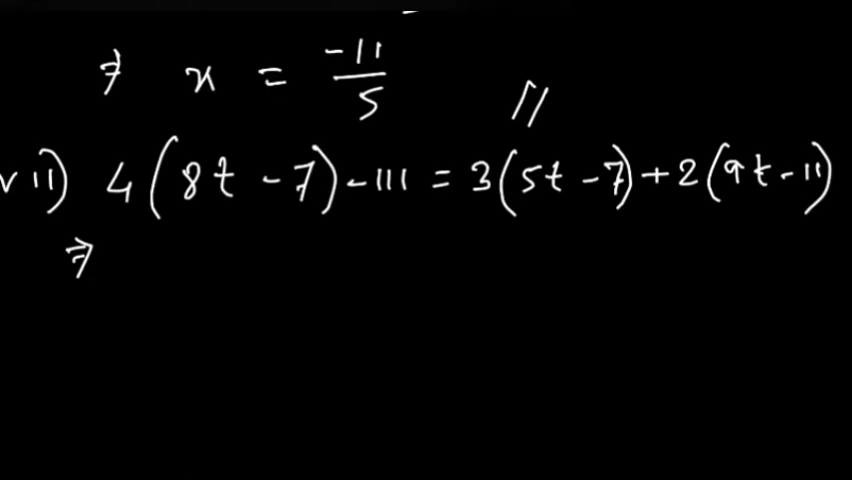 ⇒ x = -11/5 //
vii) 4(8t - 7) - 111 = 3(5t - 7) + 2(9t - 11)
⇒